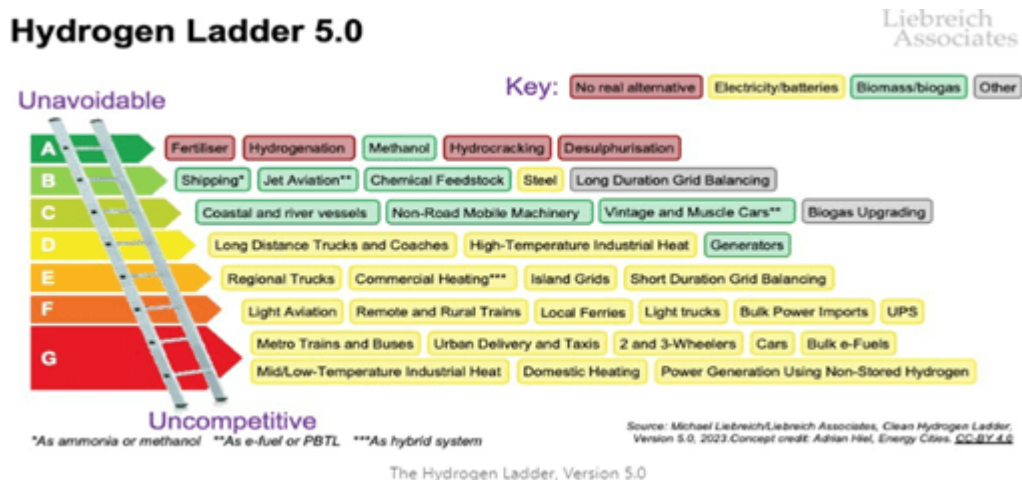 Hydrogen Ladder 5.0
Liebreich
Associates
Key: No real alternative Electricity/batteries Biomass/biogas Other
Unavoidable
A Fertiliser Hydrogenation Methanol Hydrocracking Desulphurisation
B Shipping* Jet Aviation** Chemical Feedstock Steel Long Duration Grid Balancing
C Coastal and river vessels Non-Road Mobile Machinery Vintage and Muscle Cars** Biogas Upgrading
D Long Distance Trucks and Coaches High-Temperature Industrial Heat Generators
E Regional Trucks Commercial Heating*** Island Grids Short Duration Grid Balancing
F Light Aviation Remote and Rural Trains Local Ferries Light trucks Bulk Power Imports UPS
G Metro Trains and Buses Urban Delivery and Taxis 2 and 3-Wheelers Cars Bulk e-Fuels
Mid/Low-Temperature Industrial Heat Domestic Heating Power Generation Using Non-Stored Hydrogen
Uncompetitive
*As ammonia or methanol **As e-fuel or PBTL ***As hybrid system
Source: Michael Liebreich/Liebreich Associates, Clean Hydrogen Ladder,
Version 5.0, 2023.Concept credit: Adrian Hiel, Energy Cities. CC-BY 4.0
The Hydrogen Ladder, Version 5.0